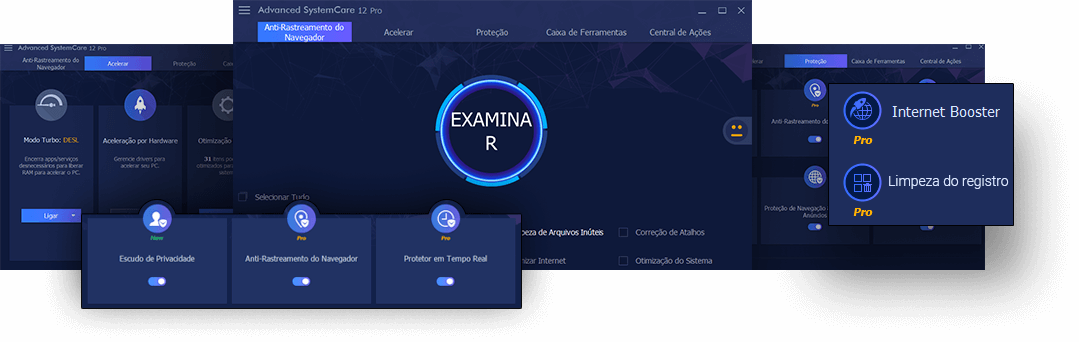 Advanced SystemCare 12 Pro
Anti-Rastreamento do
Navegador
Acelerar
Proteção
Modo Turbo: DESL
Encerra apps/serviços
desnecessários para liberar
RAM para acelerar o PC.
Ligar
Aceleração por Hardware
Gerencie drivers para
acelerar seu PC.
Otimização
31 itens
otimizados para
Advanced SystemCare 12 Pro
Anti-Rastreamento do
Navegador
Acelerar
Proteção
Caixa de Ferramentas
Central de Ações
EXAMINA
R
Selecionar Tudo
peza de Arquivos Inúteis
Correção de Atalhos
nizar Internet
Otimização do Sistema
New
Escudo de Privacidade
Pro
Anti-Rastreamento do Navegador
Pro
Protetor em Tempo Real
erar
Proteção
Caixa de Ferramentas
Central de Ações
Pro
Anti-Rastreamento do
Proteção de Navegação
Anúncios
Internet Booster
Pro
Limpeza do registro
Pro